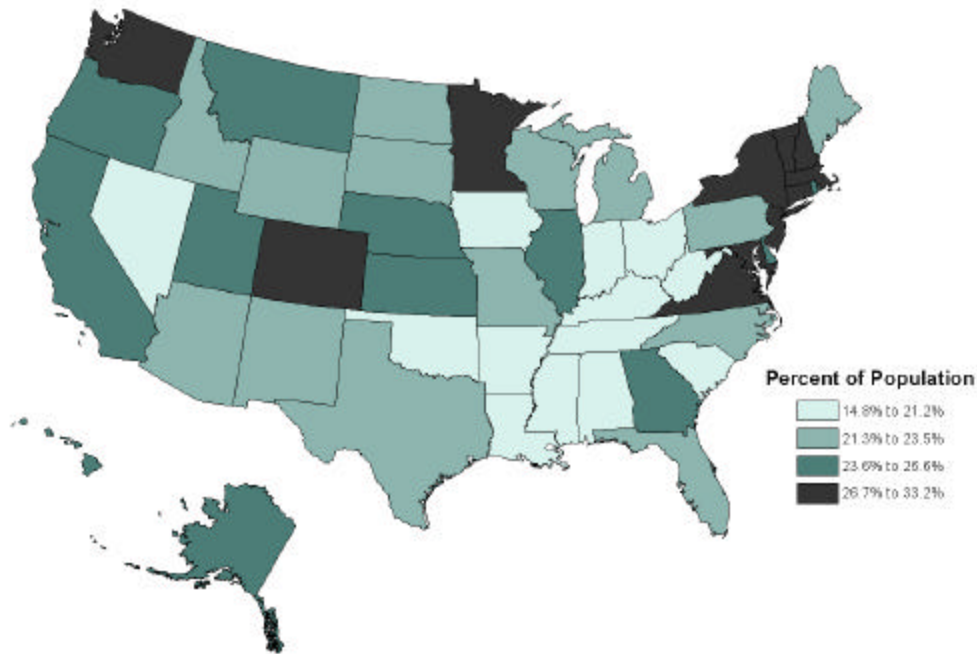 Percent of Population
14.8% to 21.2%
21.3% to 23.5%
23.6% to 26.6%
26.7% to 33.2%